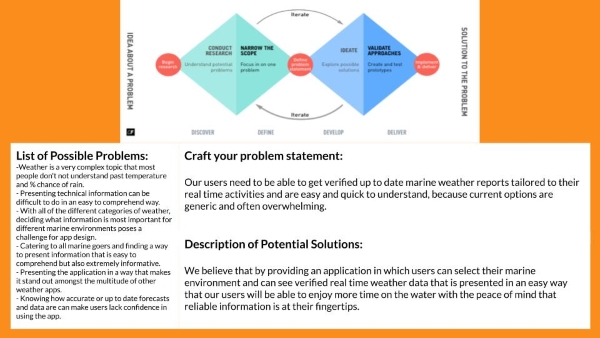 Iterate
IDEA ABOUT A PROBLEM
SOLUTION TO THE PROBLEM
CONDUCT
RESEARCH
Understand potential
problems
NARROW THE
SCOPE
Focus in on one
problem
IDEATE
Explore possible
solutions
VALIDATE
APPROACHES
Create and test
prototypes
Begin
research
Define
problem
statement
Implement
& deliver
Iterate
DISCOVER
DEFINE
DEVELOP
DELIVER
List of Possible Problems:
-Weather is a very complex topic that most
people don't not understand past temperature
and % chance of rain.
- Presenting technical information can be
difficult to do in an easy to comprehend way.
- With all of the different categories of weather,
deciding what information is most important for
different marine environments poses a
challenge for app design.
- Catering to all marine goers and finding a way
to present information that is easy to
comprehend but also extremely informative.
- Presenting the application in a way that makes
it stand out amongst the multitude of other
weather apps.
- Knowing how accurate or up to date forecasts
and data are can make users lack confidence in
using the app.
Craft your problem statement:
Our users need to be able to get verified up to date marine weather reports tailored to their
real time activities and are easy and quick to understand, because current options are
generic and often overwhelming.
Description of Potential Solutions:
We believe that by providing an application in which users can select their marine
environment and can see verified real time weather data that is presented in an easy way
that our users will be able to enjoy more time on the water with the peace of mind that
reliable information is at their fingertips.